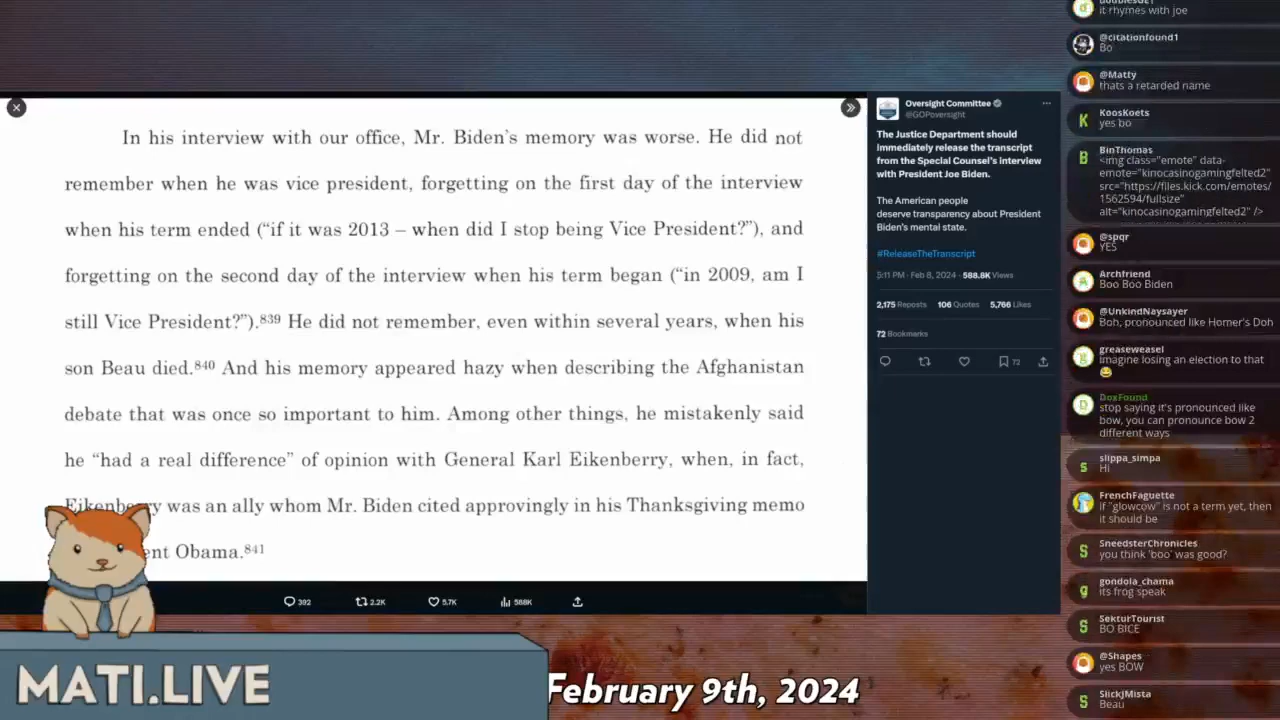 In his interview with our office, Mr. Biden's memory was worse. He did not
remember when he was vice president, forgetting on the first day of the interview
when his term ended (“if it was 2013 – when did I stop being Vice President?”), and
forgetting on the second day of the interview when his term began (“in 2009, am I
still Vice President?”).839 He did not remember, even within several years, when his
son Beau died.840 And his memory appeared hazy when describing the Afghanistan
debate that was once so important to him. Among other things, he mistakenly said
he “had a real difference” of opinion with General Karl Eikenberry, when, in fact,
Eikenberry was an ally whom Mr. Biden cited approvingly in his Thanksgiving memo
ent Obama.841
392 2.2K 5.7K 588K
Oversight Committee
@GOPoversight
The Justice Department should
immediately release the transcript
from the Special Counsel's interview
with President Joe Biden.
The American people
deserve transparency about President
Biden's mental state.
#ReleaseTheTranscript
5:11 PM · Feb 8, 2024 · 588.8K Views
2,175 Reposts 106 Quotes 5,766 Likes
72 Bookmarks
72
it rhymes with joe
@citationfound1
Bo
@Matty
thats a retarded name
KoosKoets
yes bo
BinThomas
<img class="emote" data-
emote="kinocasinogamingfelted2"
src="https://files.kick.com/emotes/
1562594/fullsize"
alt="kinocasinogamingfelted2" />
@spqr
YES
Archfriend
Boo Boo Biden
@UnkindNaysayer
Boh, pronounced like Homer's Doh
greaseweasel
imagine losing an election to that
DoxFound
stop saying it's pronounced like
bow, you can pronounce bow 2
different ways
slippa_simpa
Hi
FrenchFaguette
if "glowcow" is not a term yet, then
it should be
SneedsterChronicles
you think 'boo' was good?
gondola_chama
its frog speak
SekturTourist
BO BICE
@Shapes
yes BOW
SlickJMista
Beau
MATI.LIVE
February 9th, 2024